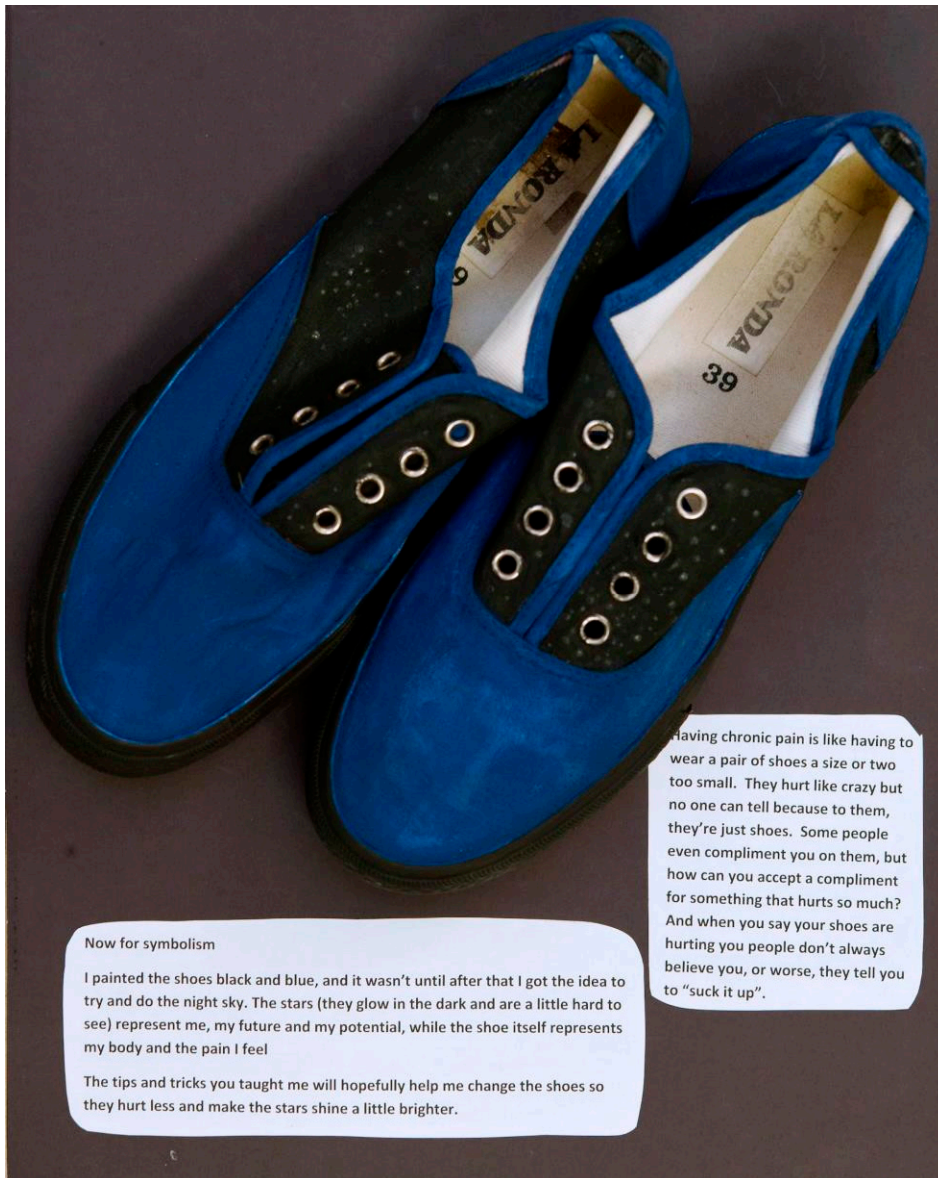 LA RONDA
LA RONDA
39
Having chronic pain is like having to
wear a pair of shoes a size or two
too small.  They hurt like crazy but
no one can tell because to them,
they're just shoes.  Some people
even compliment you on them, but
how can you accept a compliment
for something that hurts so much?
And when you say your shoes are
hurting you people don't always
believe you, or worse, they tell you
to "suck it up".
Now for symbolism
I painted the shoes black and blue, and it wasn't until after that I got the idea to
try and do the night sky. The stars (they glow in the dark and are a little hard to
see) represent me, my future and my potential, while the shoe itself represents
my body and the pain I feel
The tips and tricks you taught me will hopefully help me change the shoes so
they hurt less and make the stars shine a little brighter.